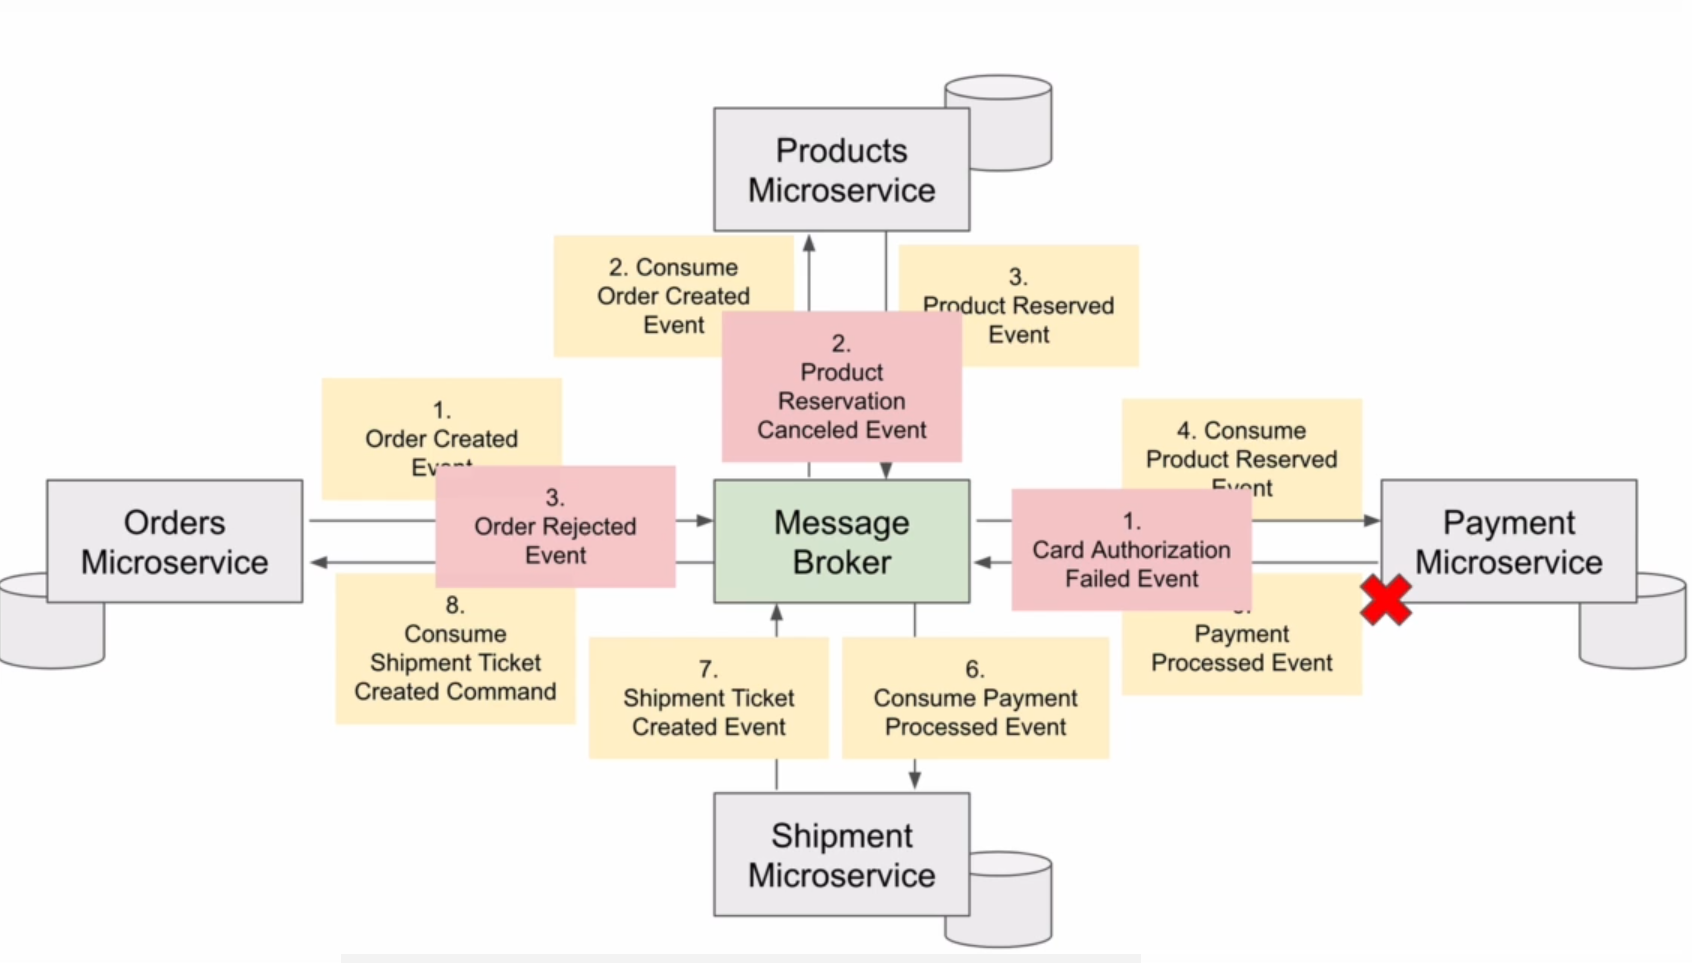 Products
Microservice
2. Consume
Order Created
Event
3.
Product Reserved
Event
2.
Product
Reservation
Canceled Event
1.
Order Created
Event
4. Consume
Product Reserved
Event
Orders
Microservice
3.
Order Rejected
Event
Message
Broker
1.
Card Authorization
Failed Event
Payment
Microservice
8.
Consume
Shipment Ticket
Created Command
7.
Shipment Ticket
Created Event
6.
Consume Payment
Processed Event
Payment
Processed Event
Shipment
Microservice